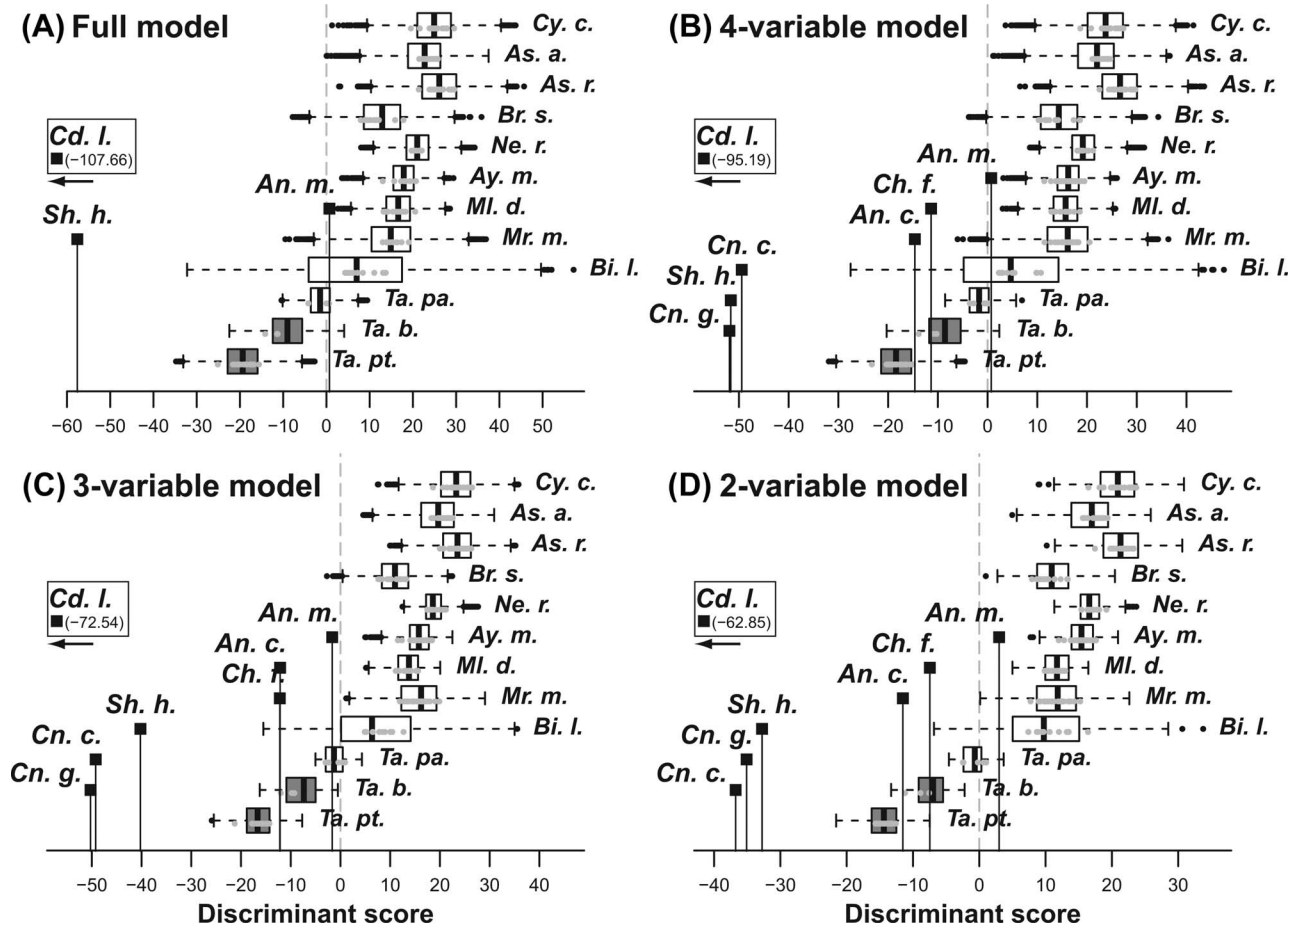 (A) Full model
Cy. c.
As. a.
As. r.
Br. s.
Cd. l.
(−107.66)
Ne. r.
An. m.
Ay. m.
Sh. h.
Ml. d.
Mr. m.
Bi. l.
Ta. pa.
Ta. b.
Ta. pt.
−60 −50 −40 −30 −20 −10 0 10 20 30 40 50
(B) 4-variable model
Cy. c.
As. a.
As. r.
Br. s.
Cd. l.
(−95.19)
An. m.
Ne. r.
Ch. f.
Ay. m.
An. c.
Ml. d.
Cn. c.
Mr. m.
Sh. h.
Bi. l.
Cn. g.
Ta. pa.
Ta. b.
Ta. pt.
−50 −40 −30 −20 −10 0 10 20 30 40
(C) 3-variable model
Cy. c.
As. a.
As. r.
Br. s.
Cd. l.
(−72.54)
An. m.
Ne. r.
An. c.
Ay. m.
Ch. f.
Ml. d.
Sh. h.
Mr. m.
Cn. c.
Bi. l.
Cn. g.
Ta. pa.
Ta. b.
Ta. pt.
−50 −40 −30 −20 −10 0 10 20 30 40
Discriminant score
(D) 2-variable model
Cy. c.
As. a.
As. r.
Br. s.
Cd. l.
(−62.85)
An. m.
Ne. r.
Ch. f.
Ay. m.
An. c.
Ml. d.
Sh. h.
Mr. m.
Cn. g.
Bi. l.
Cn. c.
Ta. pa.
Ta. b.
Ta. pt.
−40 −30 −20 −10 0 10 20 30
Discriminant score